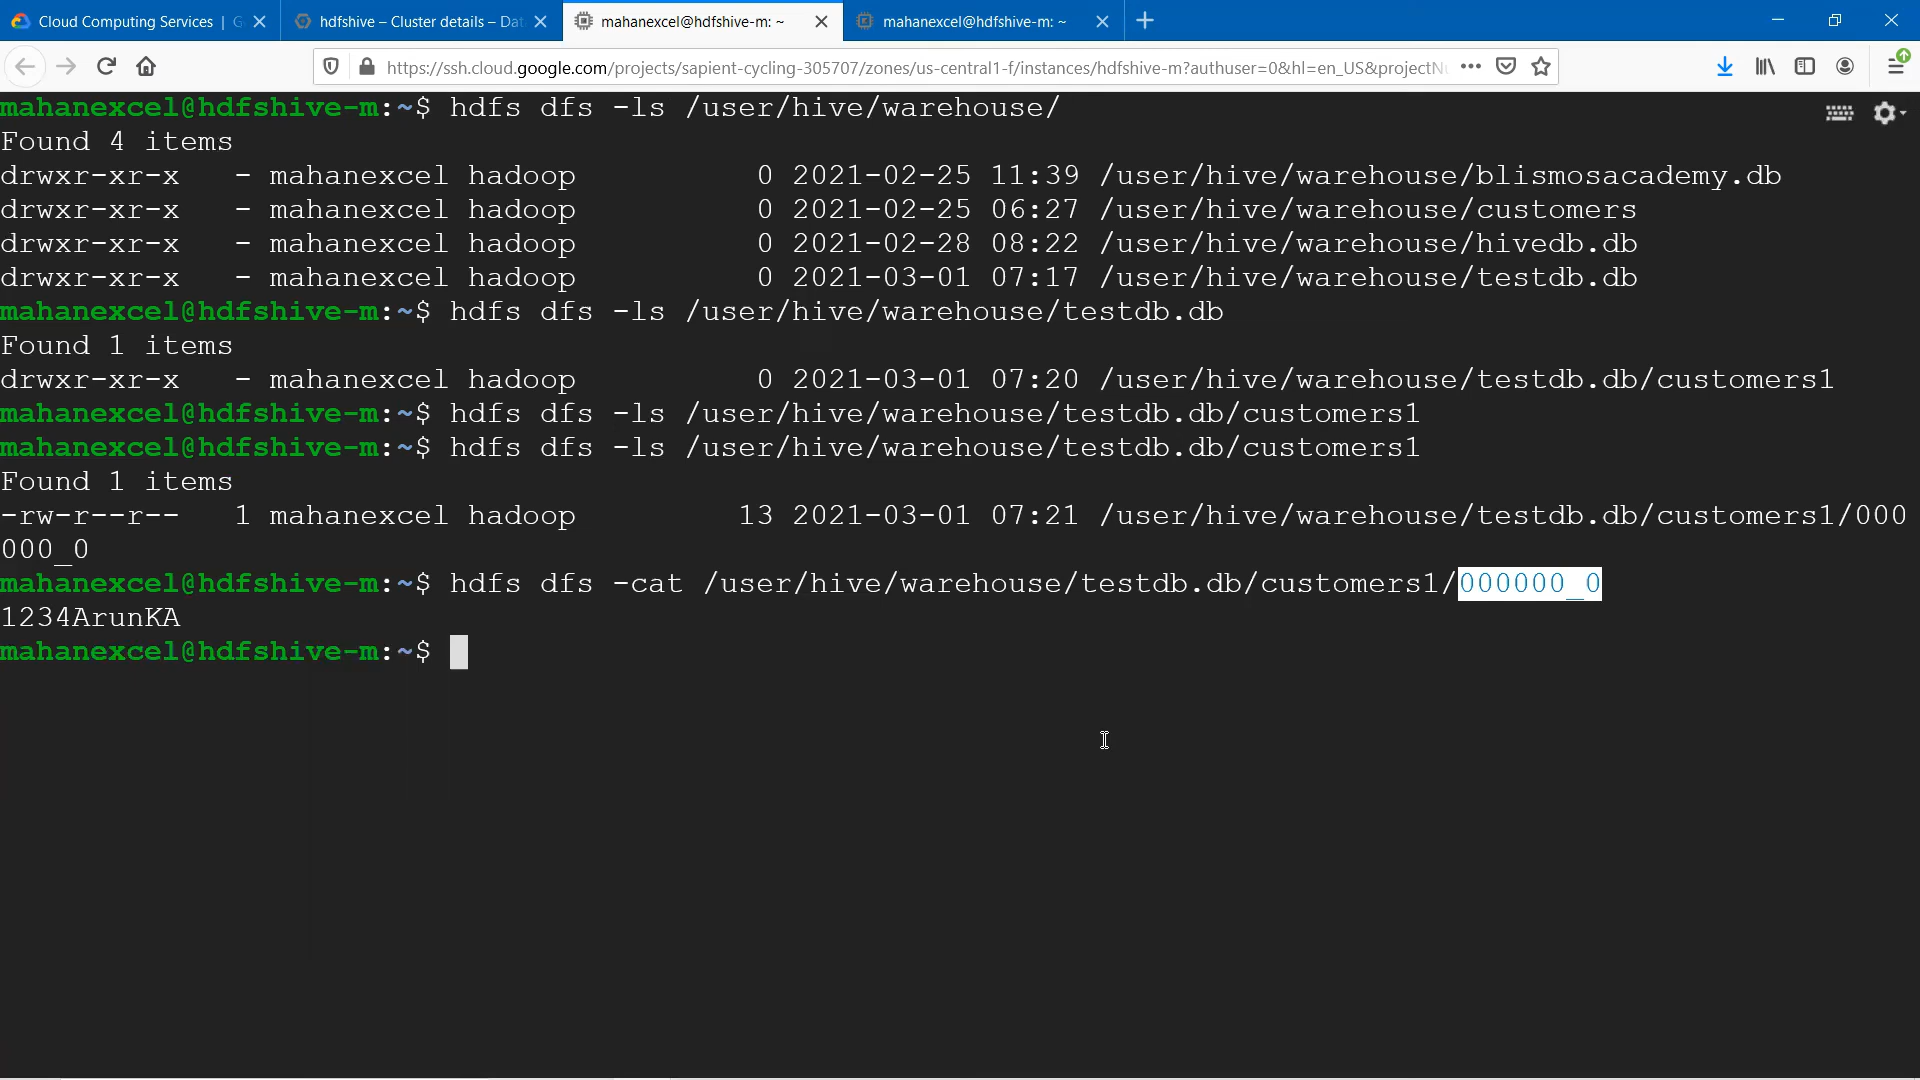 Cloud Computing Services | G
hdfshive – Cluster details – Dat
mahanexcel@hdfshive-m: ~
mahanexcel@hdfshive-m: ~
https://ssh.cloud.google.com/projects/sapient-cycling-305707/zones/us-central1-f/instances/hdfshive-m?authuser=0&hl=en_US&projectNu
mahanexcel@hdfshive-m:~$ hdfs dfs -ls /user/hive/warehouse/
Found 4 items
drwxr-xr-x   - mahanexcel hadoop          0 2021-02-25 11:39 /user/hive/warehouse/blismosacademy.db
drwxr-xr-x   - mahanexcel hadoop          0 2021-02-25 06:27 /user/hive/warehouse/customers
drwxr-xr-x   - mahanexcel hadoop          0 2021-02-28 08:22 /user/hive/warehouse/hivedb.db
drwxr-xr-x   - mahanexcel hadoop          0 2021-03-01 07:17 /user/hive/warehouse/testdb.db
mahanexcel@hdfshive-m:~$ hdfs dfs -ls /user/hive/warehouse/testdb.db
Found 1 items
drwxr-xr-x   - mahanexcel hadoop          0 2021-03-01 07:20 /user/hive/warehouse/testdb.db/customers1
mahanexcel@hdfshive-m:~$ hdfs dfs -ls /user/hive/warehouse/testdb.db/customers1
mahanexcel@hdfshive-m:~$ hdfs dfs -ls /user/hive/warehouse/testdb.db/customers1
Found 1 items
-rw-r--r--   1 mahanexcel hadoop         13 2021-03-01 07:21 /user/hive/warehouse/testdb.db/customers1/000
000_0
mahanexcel@hdfshive-m:~$ hdfs dfs -cat /user/hive/warehouse/testdb.db/customers1/000000_0
1234ArunKA
mahanexcel@hdfshive-m:~$